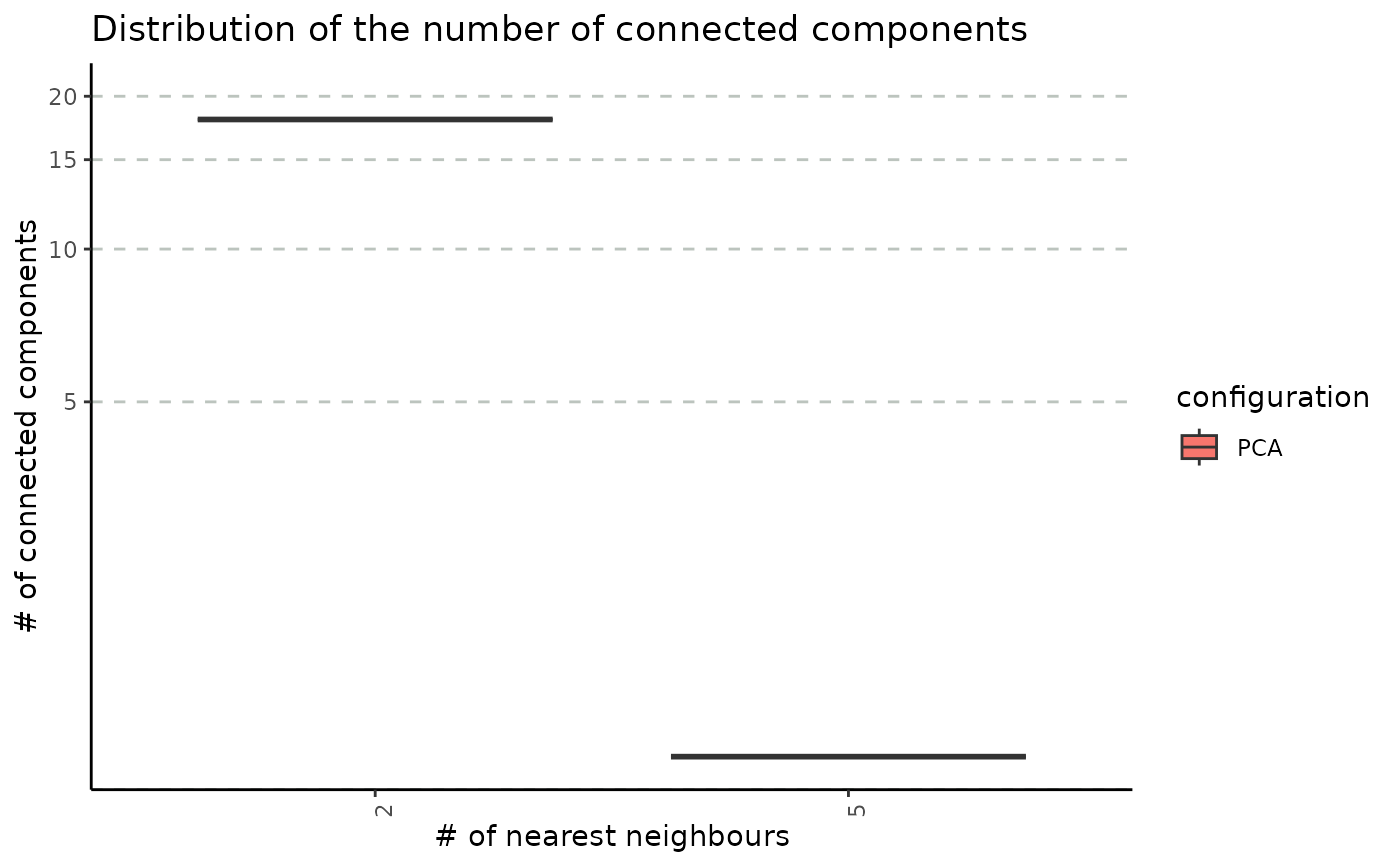 Distribution of the number of connected components
20
15
10
5
# of connected components
2
5
# of nearest neighbours
configuration
PCA